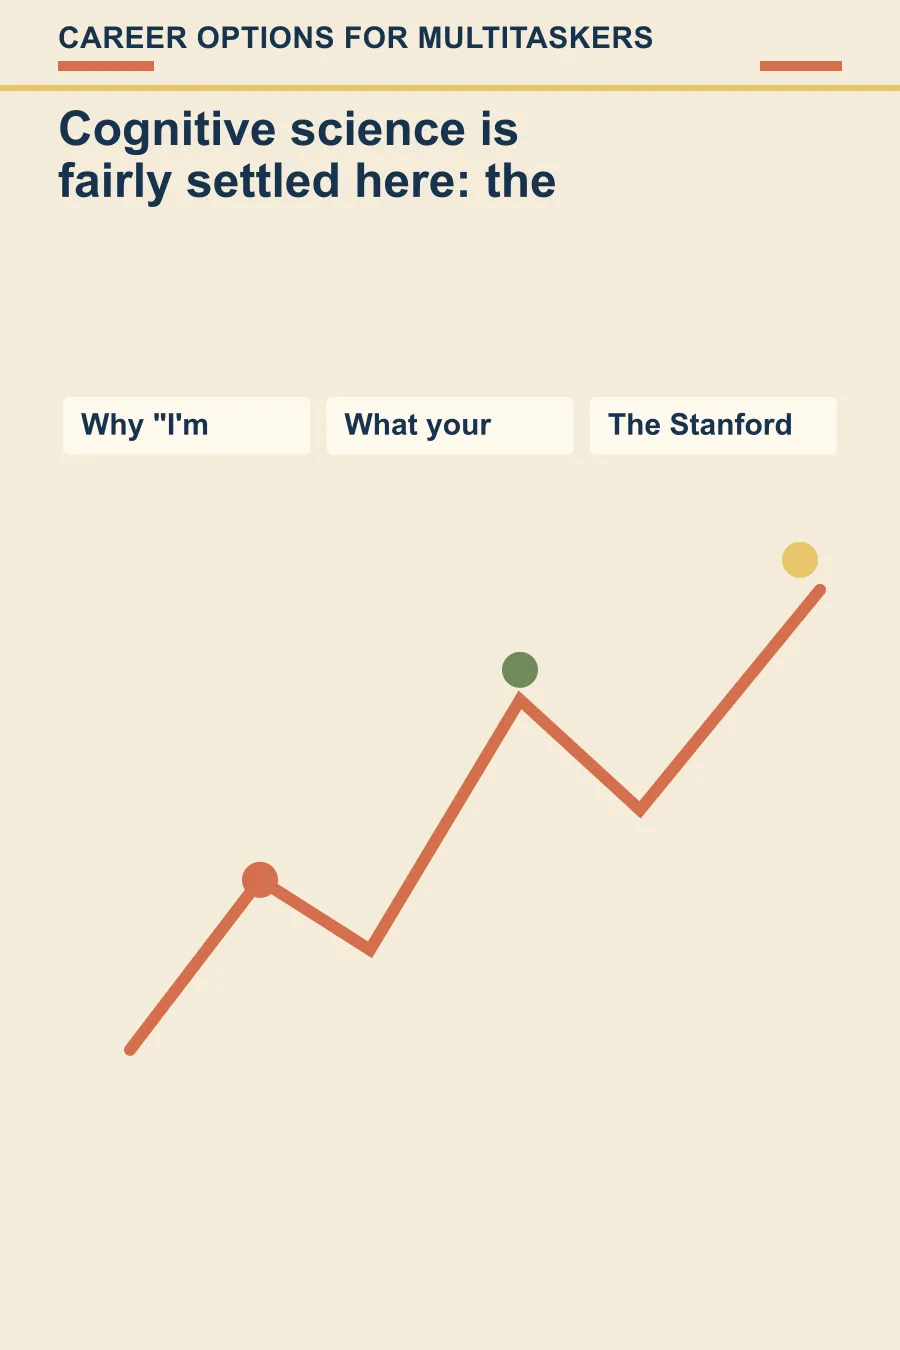 CAREER OPTIONS FOR MULTITASKERS
Cognitive science is
fairly settled here: the
Why "I'm
What your
The Stanford